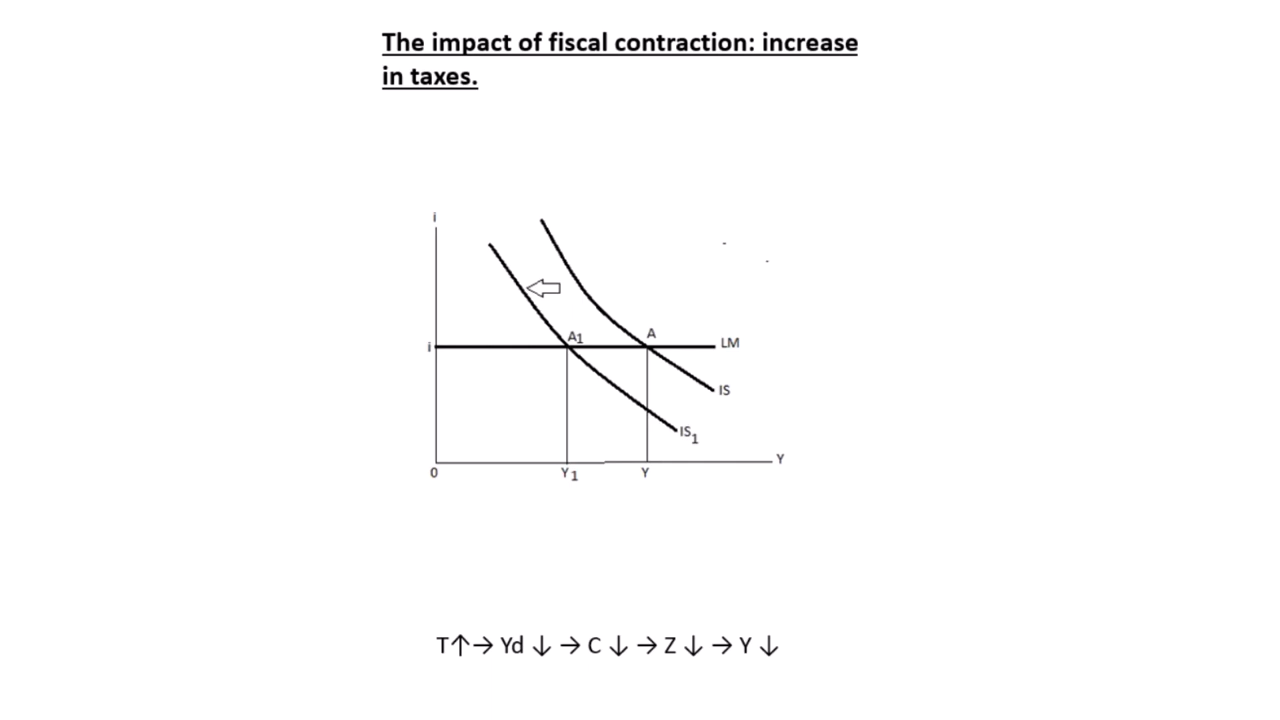 The impact of fiscal contraction: increase
in taxes.
i
A1
A
i
LM
IS
IS1
Y
0
Y1
Y
T↑→ Yd ↓ → C ↓ → Z ↓ → Y ↓